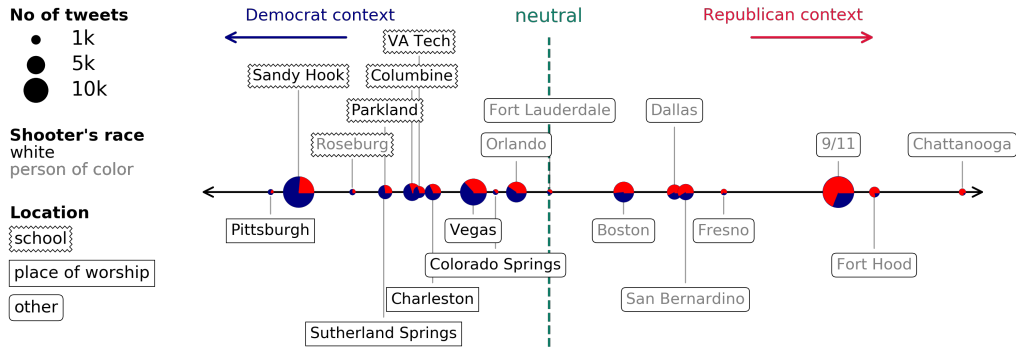 No of tweets
1k
5k
10k
Shooter's race
white
person of color
Location
school
place of worship
other
Democrat context
neutral
Republican context
VA Tech
Sandy Hook
Columbine
Parkland
Fort Lauderdale
Dallas
Roseburg
Orlando
9/11
Chattanooga
Pittsburgh
Vegas
Boston
Fresno
Colorado Springs
Fort Hood
Charleston
San Bernardino
Sutherland Springs